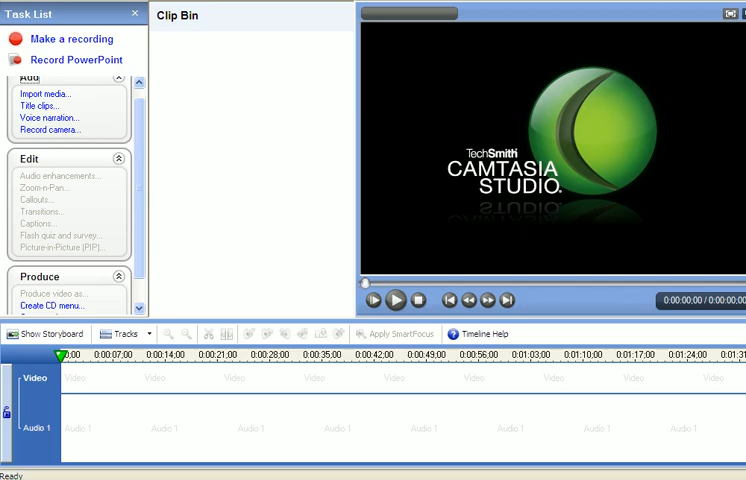 Task List
Clip Bin
Make a recording
Record PowerPoint
Add
Import media...
Title clips...
Voice narration...
Record camera...
Edit
Audio enhancements...
Zoom-n-Pan...
Callouts...
Transitions...
Captions...
Flash quiz and survey...
Picture-in-Picture (PIP)...
Produce
Produce video as...
Create CD menu...
TechSmith
CAMTASIA
STUDIO.
0:00:00;00 / 0:00:00;00
Show Storyboard Tracks Apply SmartFocus Timeline Help
0:00:07;00 0:00:14;00 0:00:21;00 0:00:28;00 0:00:35;00 0:00:42;00 0:00:49;00 0:00:56;00 0:01:03;00 0:01:10;00 0:01:17;00 0:01:24;00 0:01:31
Video Video Video Video Video Video Video Video Video Video
Audio 1 Audio 1 Audio 1 Audio 1 Audio 1 Audio 1 Audio 1 Audio 1 Audio 1
Ready